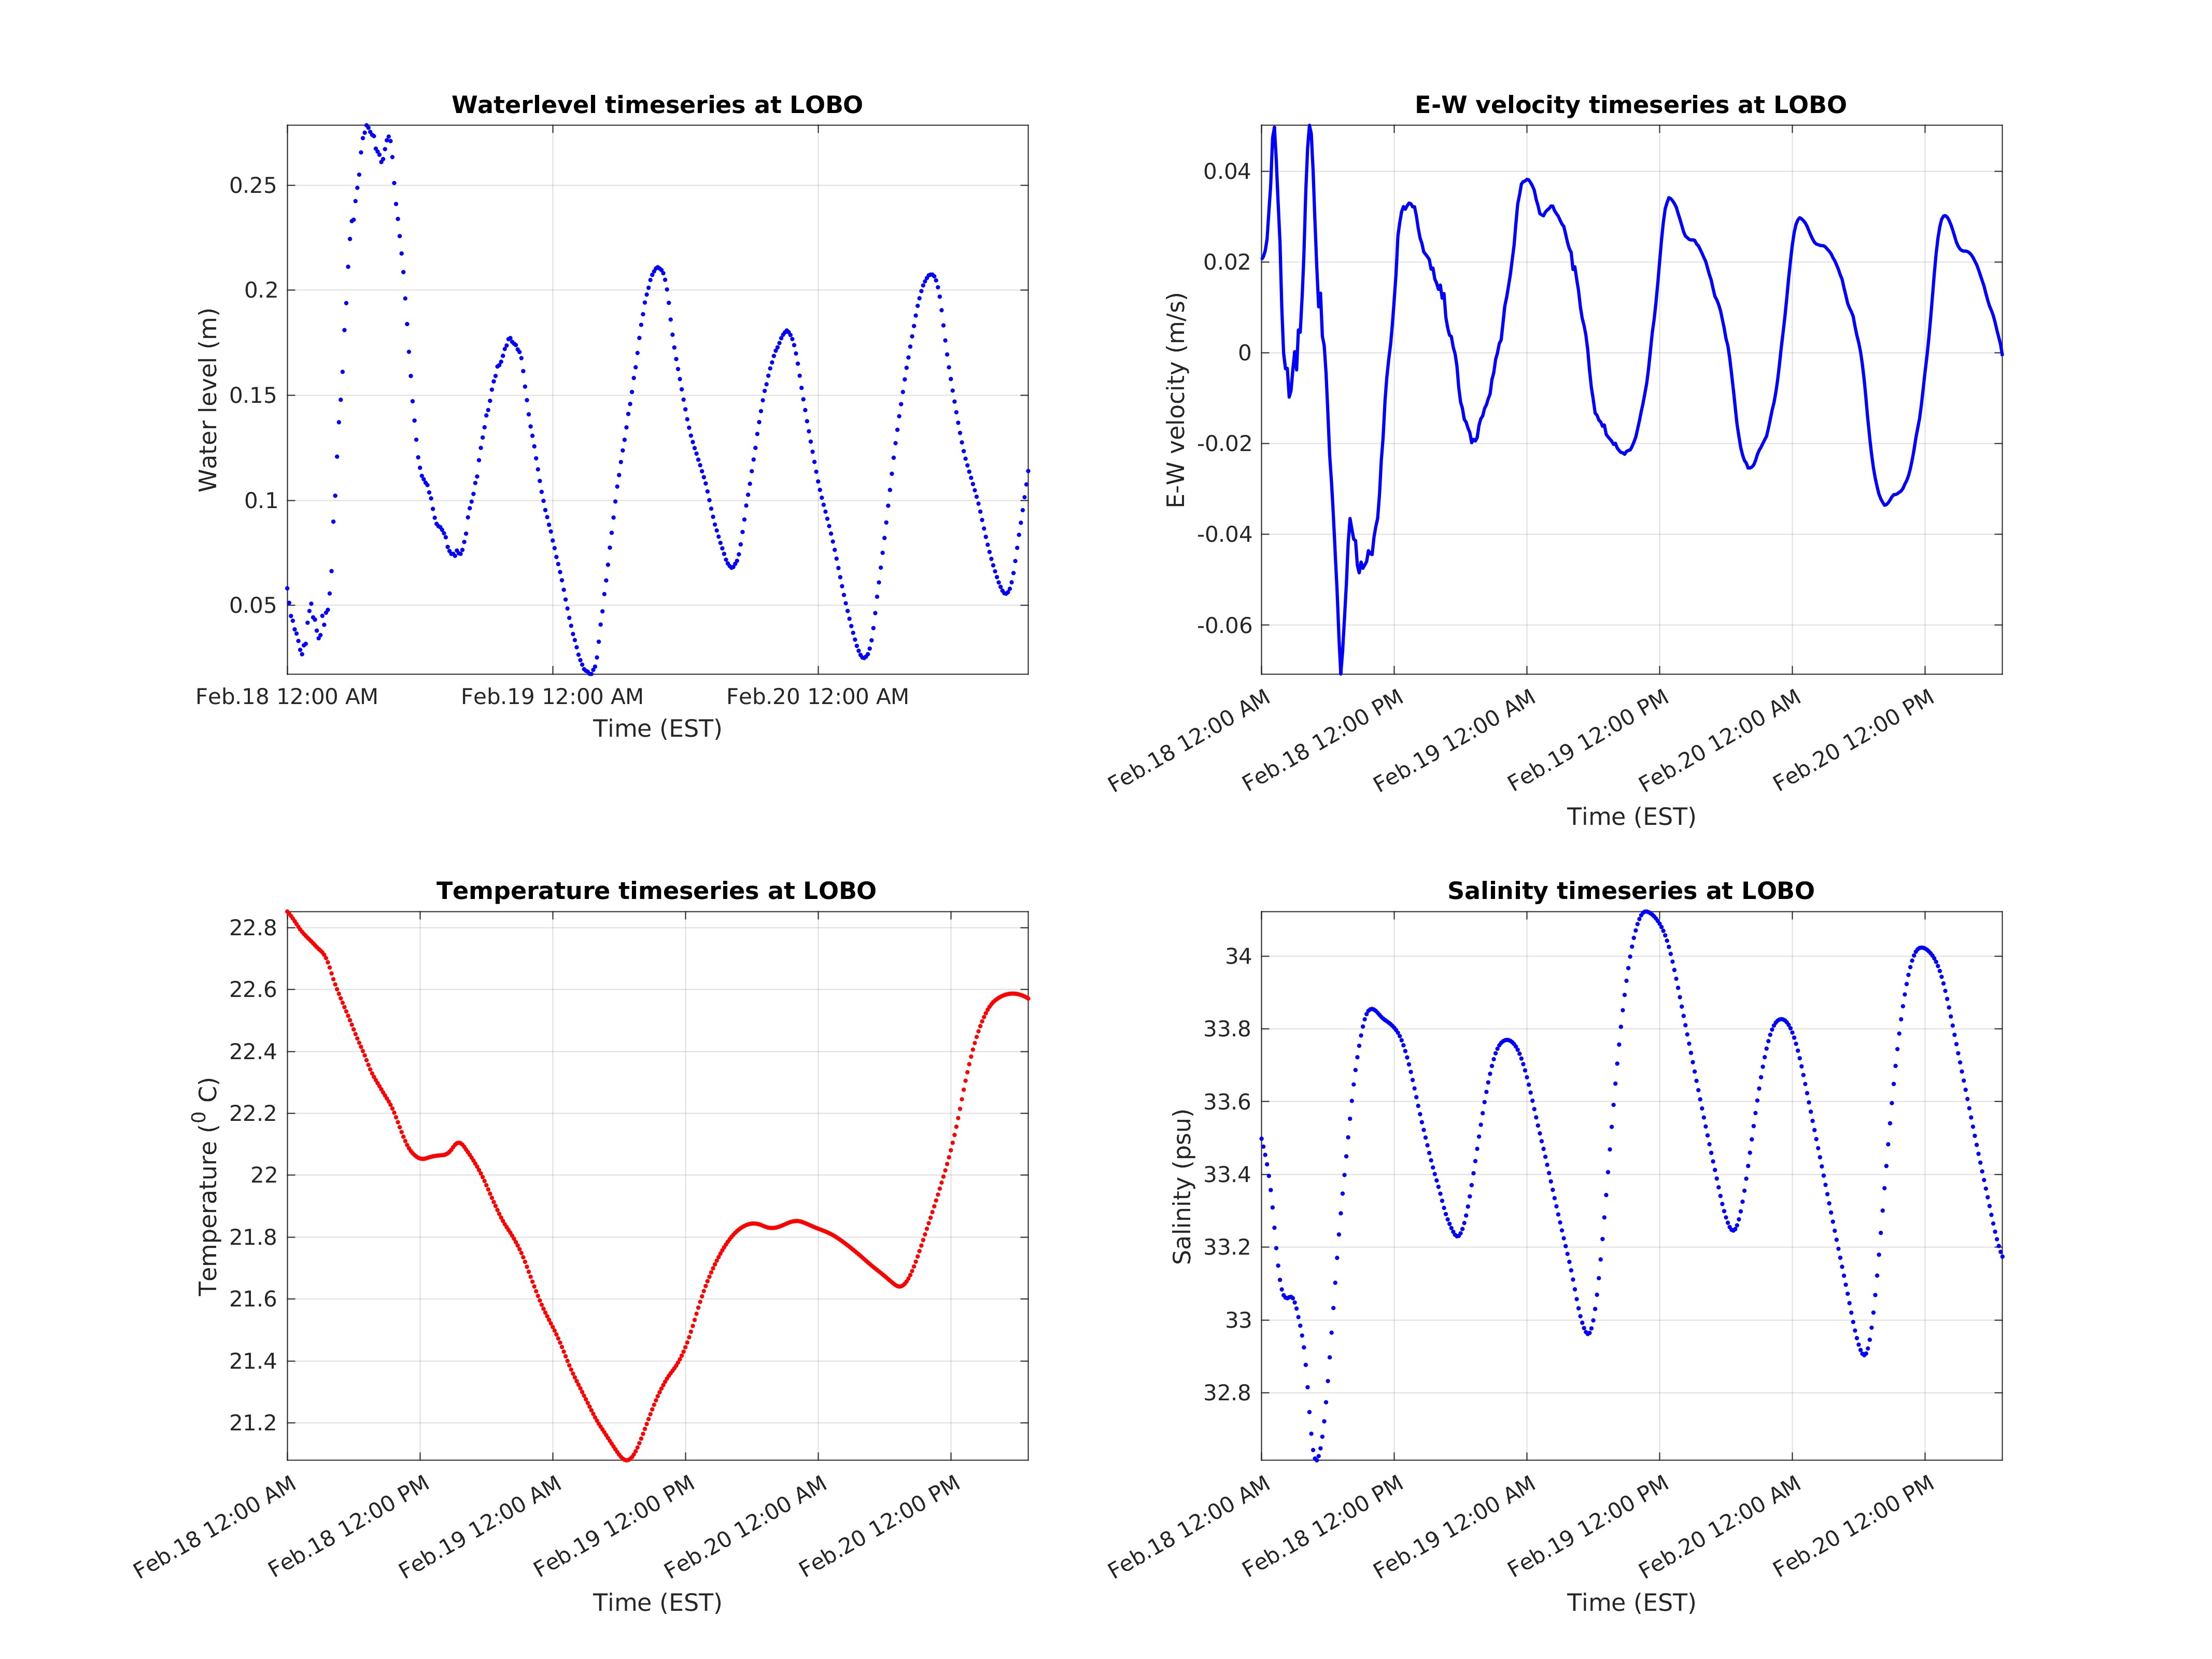 Waterlevel timeseries at LOBO
Water level (m)
0.25
0.2
0.15
0.1
0.05
Feb.18 12:00 AM Feb.19 12:00 AM Feb.20 12:00 AM
Time (EST)
E-W velocity timeseries at LOBO
E-W velocity (m/s)
0.04
0.02
0
-0.02
-0.04
-0.06
Feb.18 12:00 AM Feb.18 12:00 PM Feb.19 12:00 AM Feb.19 12:00 PM Feb.20 12:00 AM Feb.20 12:00 PM
Time (EST)
Temperature timeseries at LOBO
Temperature (⁰ C)
22.8
22.6
22.4
22.2
22
21.8
21.6
21.4
21.2
Feb.18 12:00 AM Feb.18 12:00 PM Feb.19 12:00 AM Feb.19 12:00 PM Feb.20 12:00 AM Feb.20 12:00 PM
Time (EST)
Salinity timeseries at LOBO
Salinity (psu)
34
33.8
33.6
33.4
33.2
33
32.8
Feb.18 12:00 AM Feb.18 12:00 PM Feb.19 12:00 AM Feb.19 12:00 PM Feb.20 12:00 AM Feb.20 12:00 PM
Time (EST)